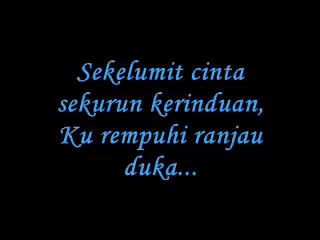 Sekelumit cinta
sekurun kerinduan,
Ku rempuhi ranjau
duka...